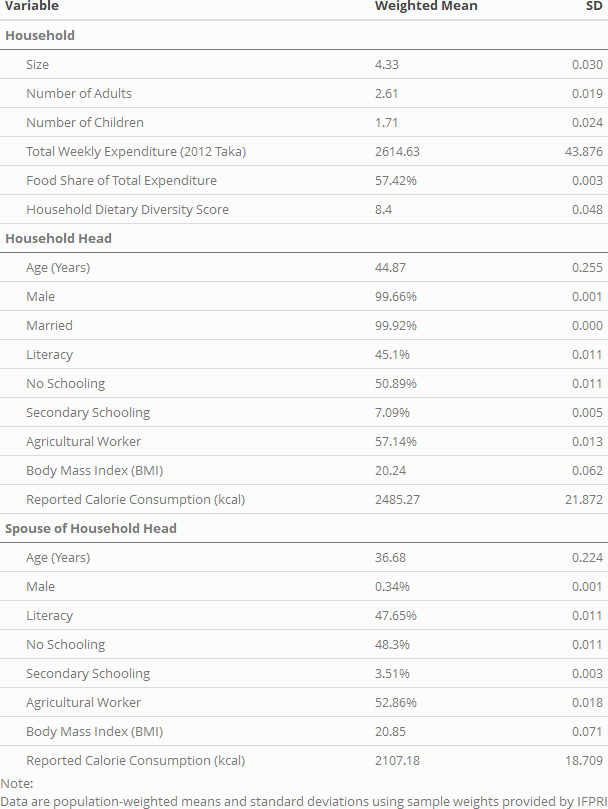 Variable Weighted Mean SD
Household
Size 4.33 0.030
Number of Adults 2.61 0.019
Number of Children 1.71 0.024
Total Weekly Expenditure (2012 Taka) 2614.63 43.876
Food Share of Total Expenditure 57.42% 0.003
Household Dietary Diversity Score 8.4 0.048
Household Head
Age (Years) 44.87 0.255
Male 99.66% 0.001
Married 99.92% 0.000
Literacy 45.1% 0.011
No Schooling 50.89% 0.011
Secondary Schooling 7.09% 0.005
Agricultural Worker 57.14% 0.013
Body Mass Index (BMI) 20.24 0.062
Reported Calorie Consumption (kcal) 2485.27 21.872
Spouse of Household Head
Age (Years) 36.68 0.224
Male 0.34% 0.001
Literacy 47.65% 0.011
No Schooling 48.3% 0.011
Secondary Schooling 3.51% 0.003
Agricultural Worker 52.86% 0.018
Body Mass Index (BMI) 20.85 0.071
Reported Calorie Consumption (kcal) 2107.18 18.709
Note:
Data are population-weighted means and standard deviations using sample weights provided by IFPRI